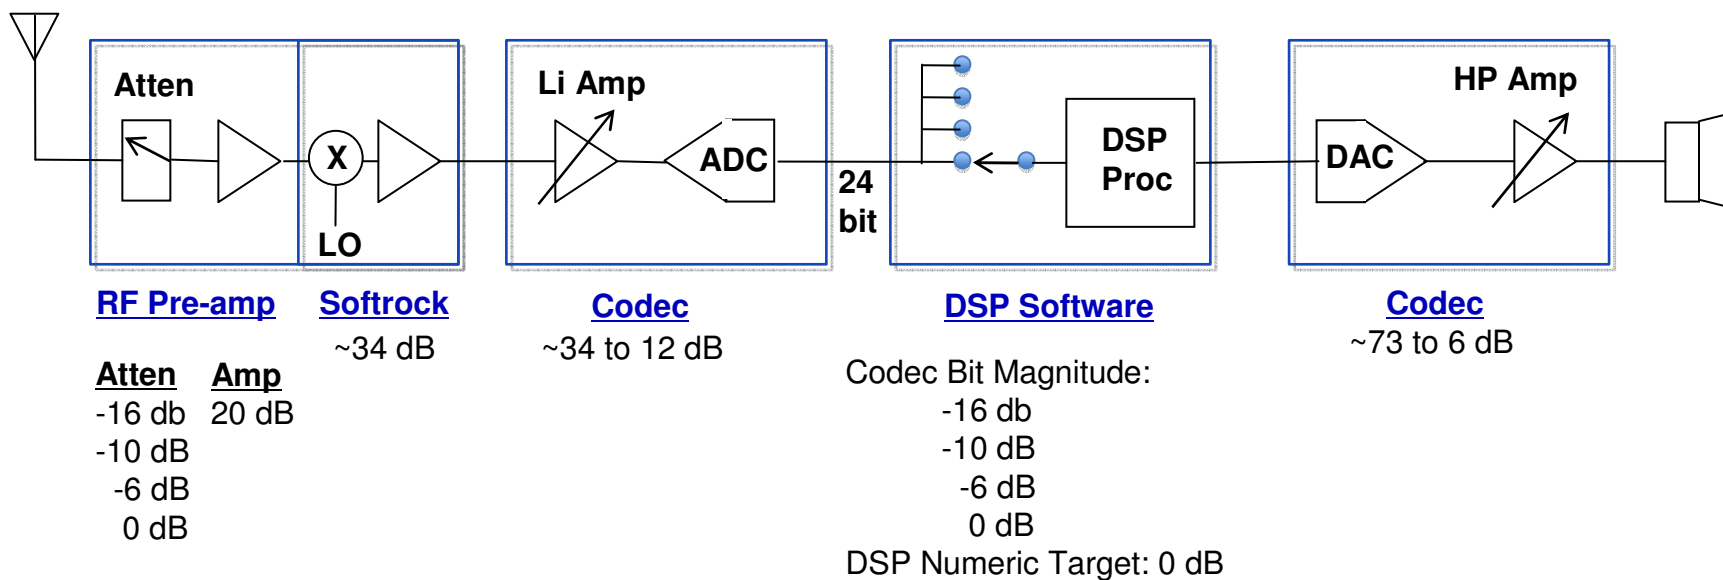 Atten
Li Amp
HP Amp
X
ADC
DSP
Proc
DAC
24
bit
LO
RF Pre-amp
Softrock
Codec
DSP Software
Codec
~34 dB
~34 to 12 dB
~73 to 6 dB
Atten Amp
-16 db 20 dB
-10 dB
-6 dB
0 dB
Codec Bit Magnitude:
-16 db
-10 dB
-6 dB
0 dB
DSP Numeric Target: 0 dB